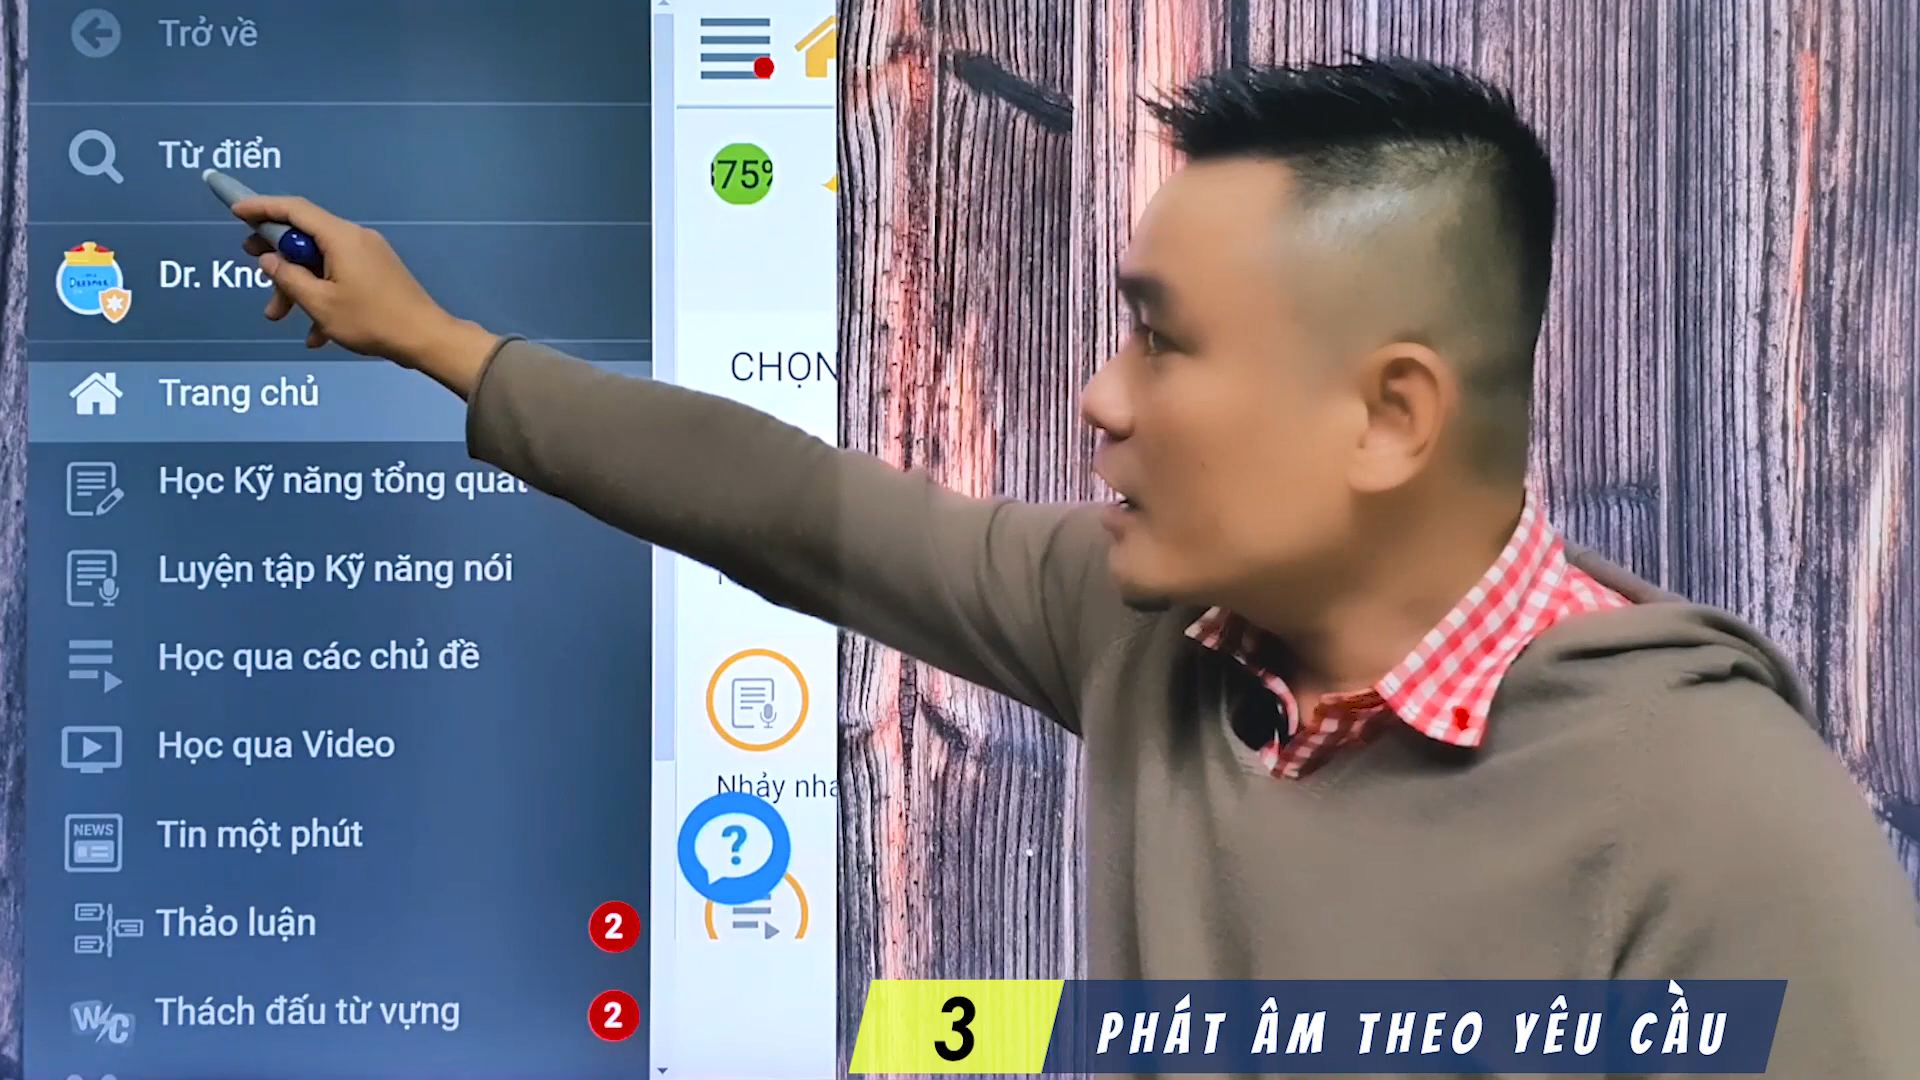 Trở về
Từ điển
Dr.
Trang chủ
Học Kỹ năng tổng quát
Luyện tập Kỹ năng nói
Học qua các chủ đề
Học qua Video
NEWS
Tin một phút
Thảo luận
2
W/C
Thách đấu từ vựng
2
75%
CHỌN
Nhảy
?
3
PHÁT ÂM THEO YÊU CẦU